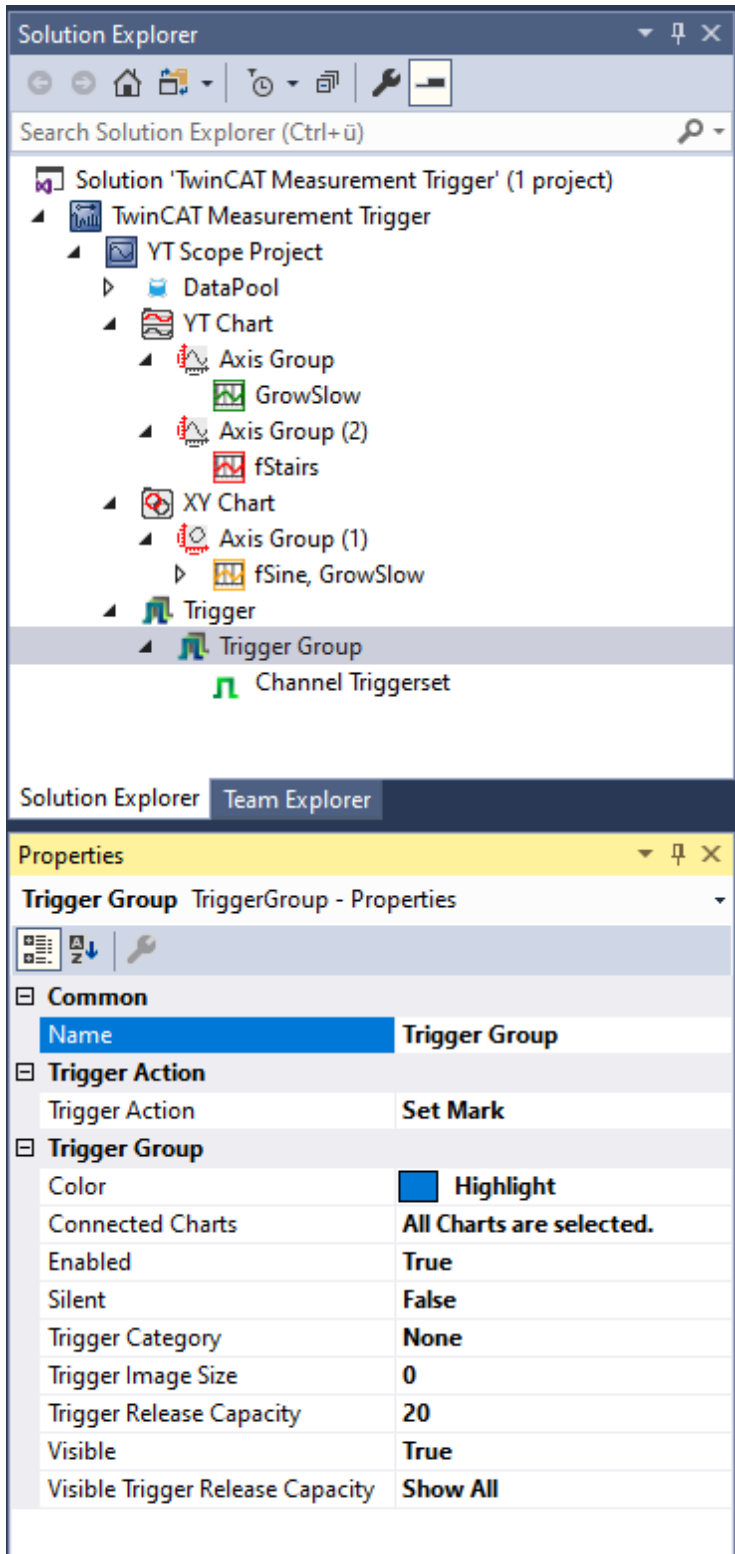 Solution Explorer
Search Solution Explorer (Ctrl+ü)
Solution 'TwinCAT Measurement Trigger' (1 project)
TwinCAT Measurement Trigger
YT Scope Project
DataPool
YT Chart
Axis Group
GrowSlow
Axis Group (2)
fStairs
XY Chart
Axis Group (1)
fSine, GrowSlow
Trigger
Trigger Group
Channel Triggerset
Solution Explorer Team Explorer
Properties
Trigger Group TriggerGroup - Properties
Common
Name Trigger Group
Trigger Action
Trigger Action Set Mark
Trigger Group
Color Highlight
Connected Charts All Charts are selected.
Enabled True
Silent False
Trigger Category None
Trigger Image Size 0
Trigger Release Capacity 20
Visible True
Visible Trigger Release Capacity Show All